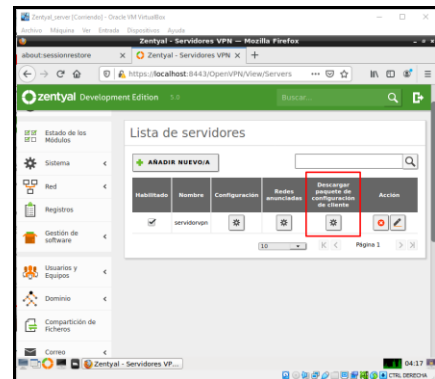 Zentyal_server [Corriendo] - Oracle VM VirtualBox
Archivo Máquina Ver Entrada Dispositivos Ayuda
Zentyal - Servidores VPN — Mozilla Firefox
about:sessionrestore
Zentyal - Servidores VPN
https://localhost:8443/OpenVPN/View/Servers
zentyal Development Edition
Buscar...
Estado de los Módulos
Sistema
Red
Registros
Gestión de software
Usuarios y Equipos
Dominio
Compartición de Ficheros
Correo
Lista de servidores
AÑADIR NUEVO/A
Habilitado Nombre Configuración Redes anunciadas Descargar paquete de configuración de cliente Acción
servidorvpn
10
Página 1
Zentyal - Servidores VP...
04:17
CTRL DERECHA